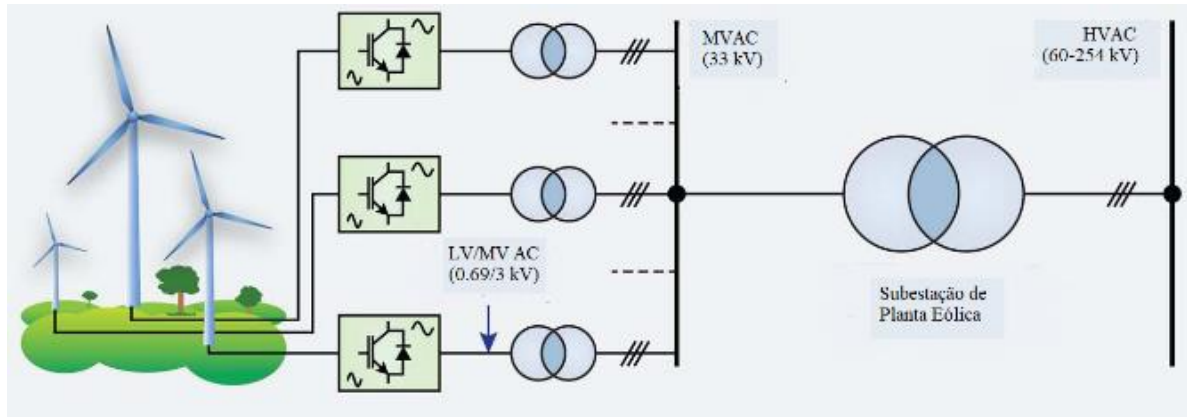 MVAC
(33 kV)
HVAC
(60-254 kV)
LV/MV AC
(0.69/3 kV)
Subestação de
Planta Eólica